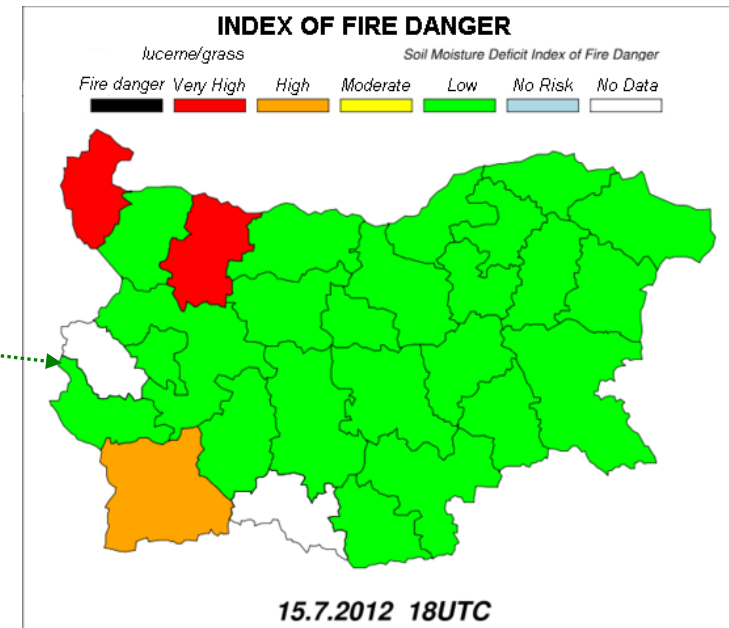 INDEX OF FIRE DANGER
lucerne/grass Soil Moisture Deficit Index of Fire Danger
Fire danger Very High High Moderate Low No Risk No Data
15.7.2012 18UTC